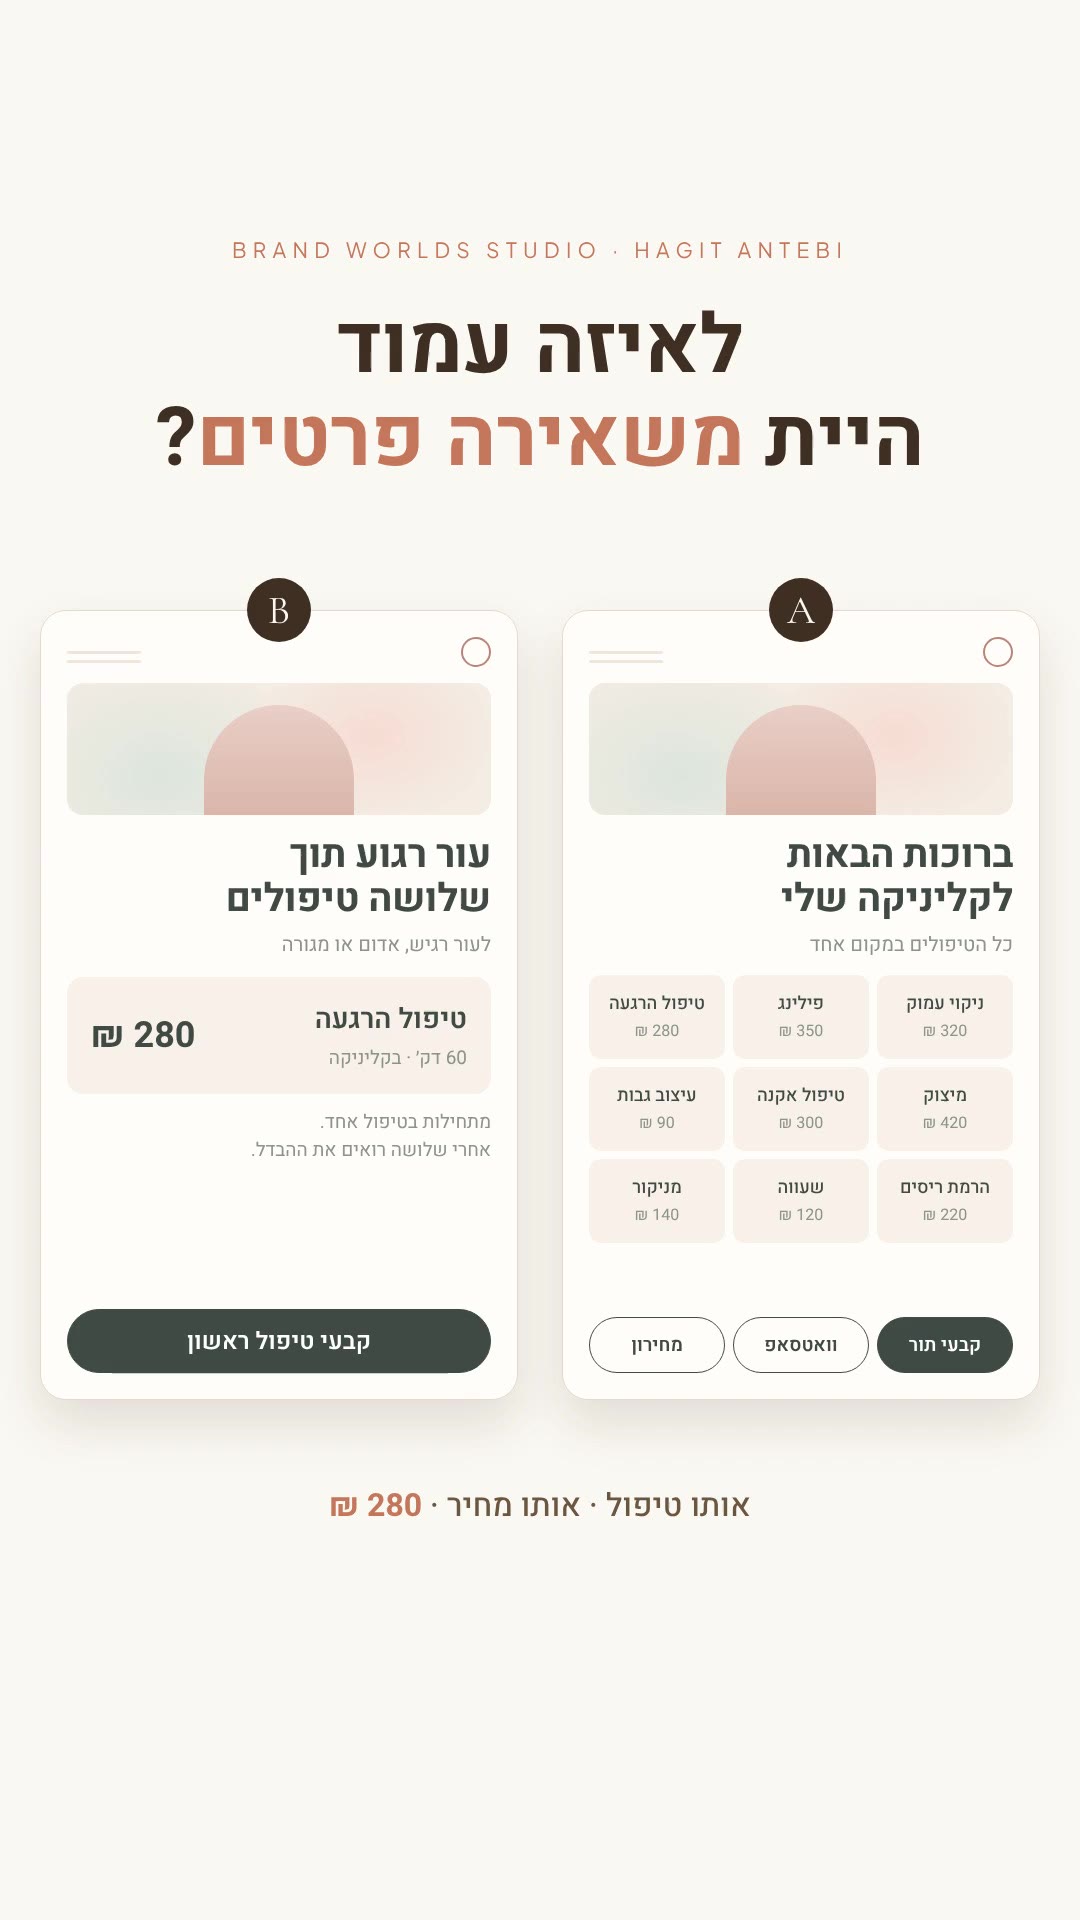 BRAND WORLDS STUDIO · HAGIT ANTEBI
לאיזה עמוד
היית משאירה פרטים?
A
ברוכות הבאות
לקליניקה שלי
כל הטיפולים במקום אחד
ניקוי עמוק
320 ₪
פילינג
350 ₪
טיפול הרגעה
280 ₪
מיצוק
420 ₪
טיפול אקנה
300 ₪
עיצוב גבות
90 ₪
הרמת ריסים
220 ₪
שעווה
120 ₪
מניקור
140 ₪
קבעי תור
וואטסאפ
מחירון
B
עור רגוע תוך
שלושה טיפולים
לעור רגיש, אדום או מגורה
טיפול הרגעה
60 דק׳ · בקליניקה
280 ₪
מתחילות בטיפול אחד.
אחרי שלושה רואים את ההבדל.
קבעי טיפול ראשון
אותו טיפול · אותו מחיר · 280 ₪